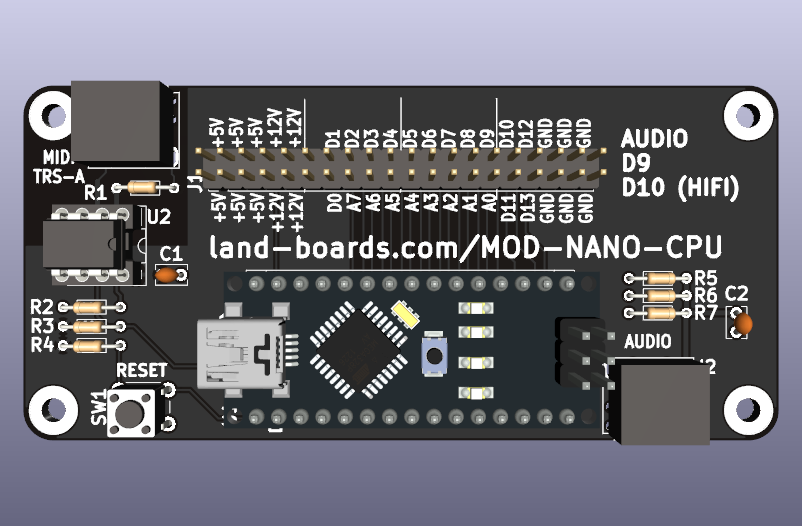 +5V +5V +5V +12V +12V D1 D2 D3 D4 D5 D6 D7 D8 D9 D10 D12 GND GND GND
AUDIO
D9
D10 (HIFI)
TRS-A
R1
J1
+5V +5V +5V +12V +12V D0 A7 A6 A5 A4 A3 A2 A1 A0 D11 D13 GND GND GND
U2
land-boards.com/MOD-NANO-CPU
C1
R5
R6
R7
C2
R2
R3
R4
AUDIO
RESET
SW1